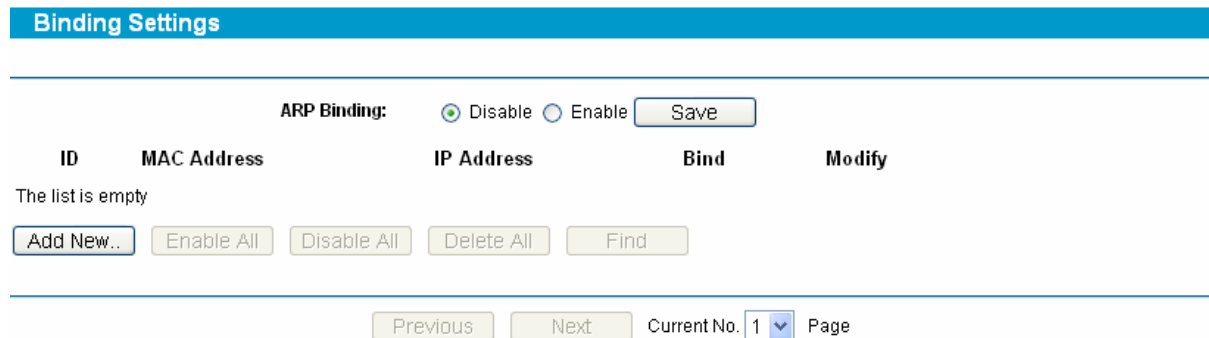 Binding Settings
ARP Binding: Disable Enable Save
ID MAC Address IP Address Bind Modify
The list is empty
Add New.. Enable All Disable All Delete All Find
Previous Next Current No. 1 Page